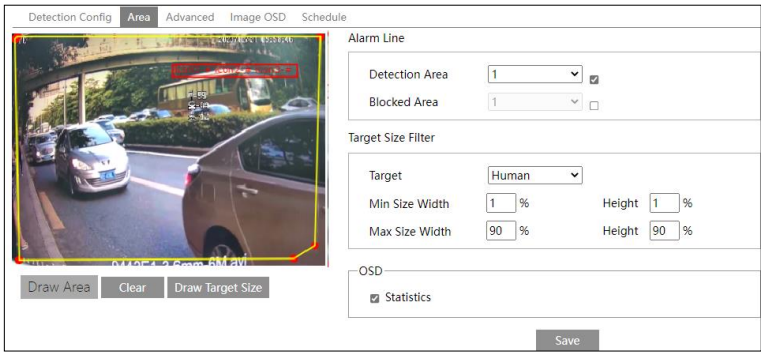 Detection Config Area Advanced Image OSD Schedule
Alarm Line
Detection Area 1
Blocked Area 1
Target Size Filter
Target Human
Min Size Width 1 % Height 1 %
Max Size Width 90 % Height 90 %
OSD
Statistics
Draw Area Clear Draw Target Size
Save